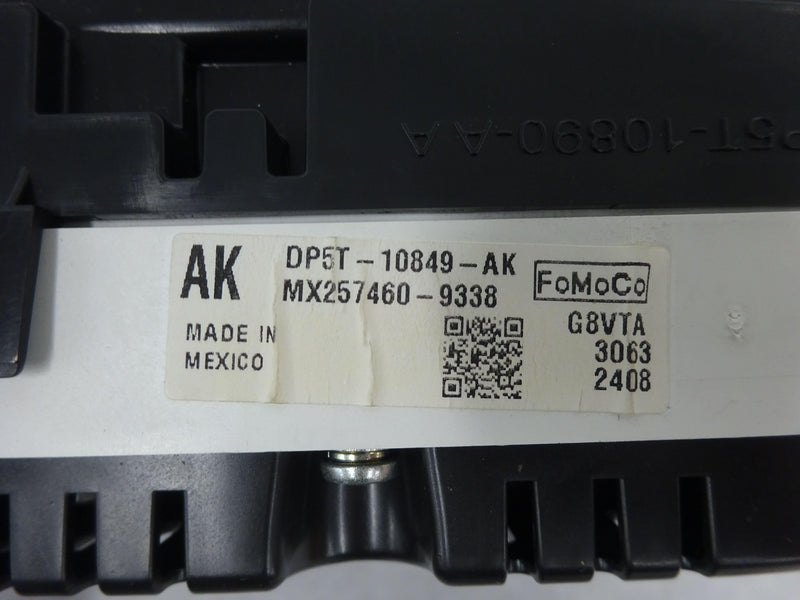 P5T-10890-AA
AK
DP5T-10849-AK
MX257460-9338
FoMoCo
MADE IN
MEXICO
G8VTA
3063
2408